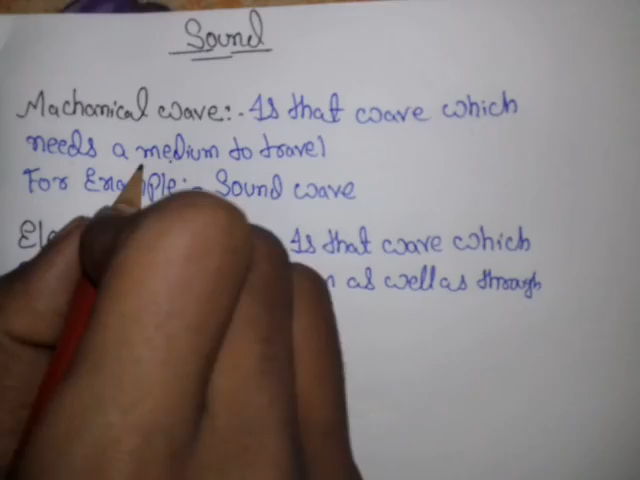 Sound
Machanical wave:- Is that wave which
needs a medium to travel
For Example:- Sound wave
Is that wave which
as well as through